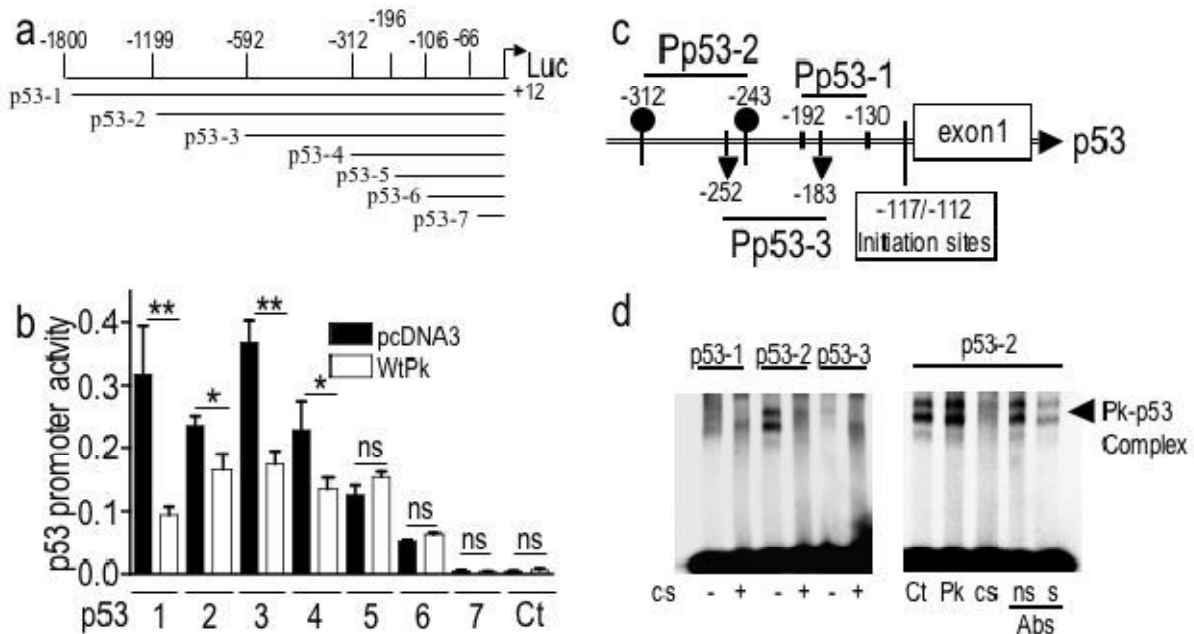 a
-1800 -1199 -592 -312 -196 -106 -66
Luc
+12
p53-1
p53-2
p53-3
p53-4
p53-5
p53-6
p53-7
b
p53 promoter activity
0.4
0.3
0.2
0.1
0.0
** * ** * ns ns ns ns
pcDNA3
WtPk
p53 1 2 3 4 5 6 7 Ct
c
Pp53-2
Pp53-1
-312 -243 -192 -130
exon1
p53
-252 -183
Pp53-3
-117/-112
Initiation sites
d
p53-1 p53-2 p53-3
cs - + - + - +
p53-2
Pk-p53
Complex
Ct Pk cs ns s
Abs